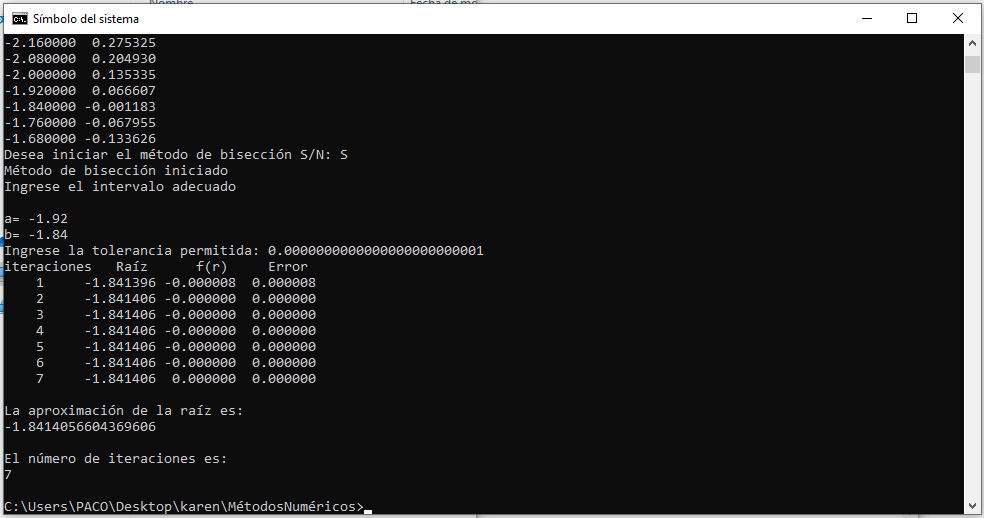 Nombre
Fecha de mo
Símbolo del sistema
-2.160000 0.275325
-2.080000 0.204930
-2.000000 0.135335
-1.920000 0.066607
-1.840000 -0.001183
-1.760000 -0.067955
-1.680000 -0.133626
Desea iniciar el método de bisección S/N: S
Método de bisección iniciado
Ingrese el intervalo adecuado
a= -1.92
b= -1.84
Ingrese la tolerancia permitida: 0.0000000000000000000000001
iteraciones Raíz f(r) Error
1 -1.841396 -0.000008 0.000008
2 -1.841406 -0.000000 0.000000
3 -1.841406 -0.000000 0.000000
4 -1.841406 -0.000000 0.000000
5 -1.841406 -0.000000 0.000000
6 -1.841406 -0.000000 0.000000
7 -1.841406 0.000000 0.000000
La aproximación de la raíz es:
-1.8414056604369606
El número de iteraciones es:
7
C:\Users\PACO\Desktop\karen\MétodosNuméricos>